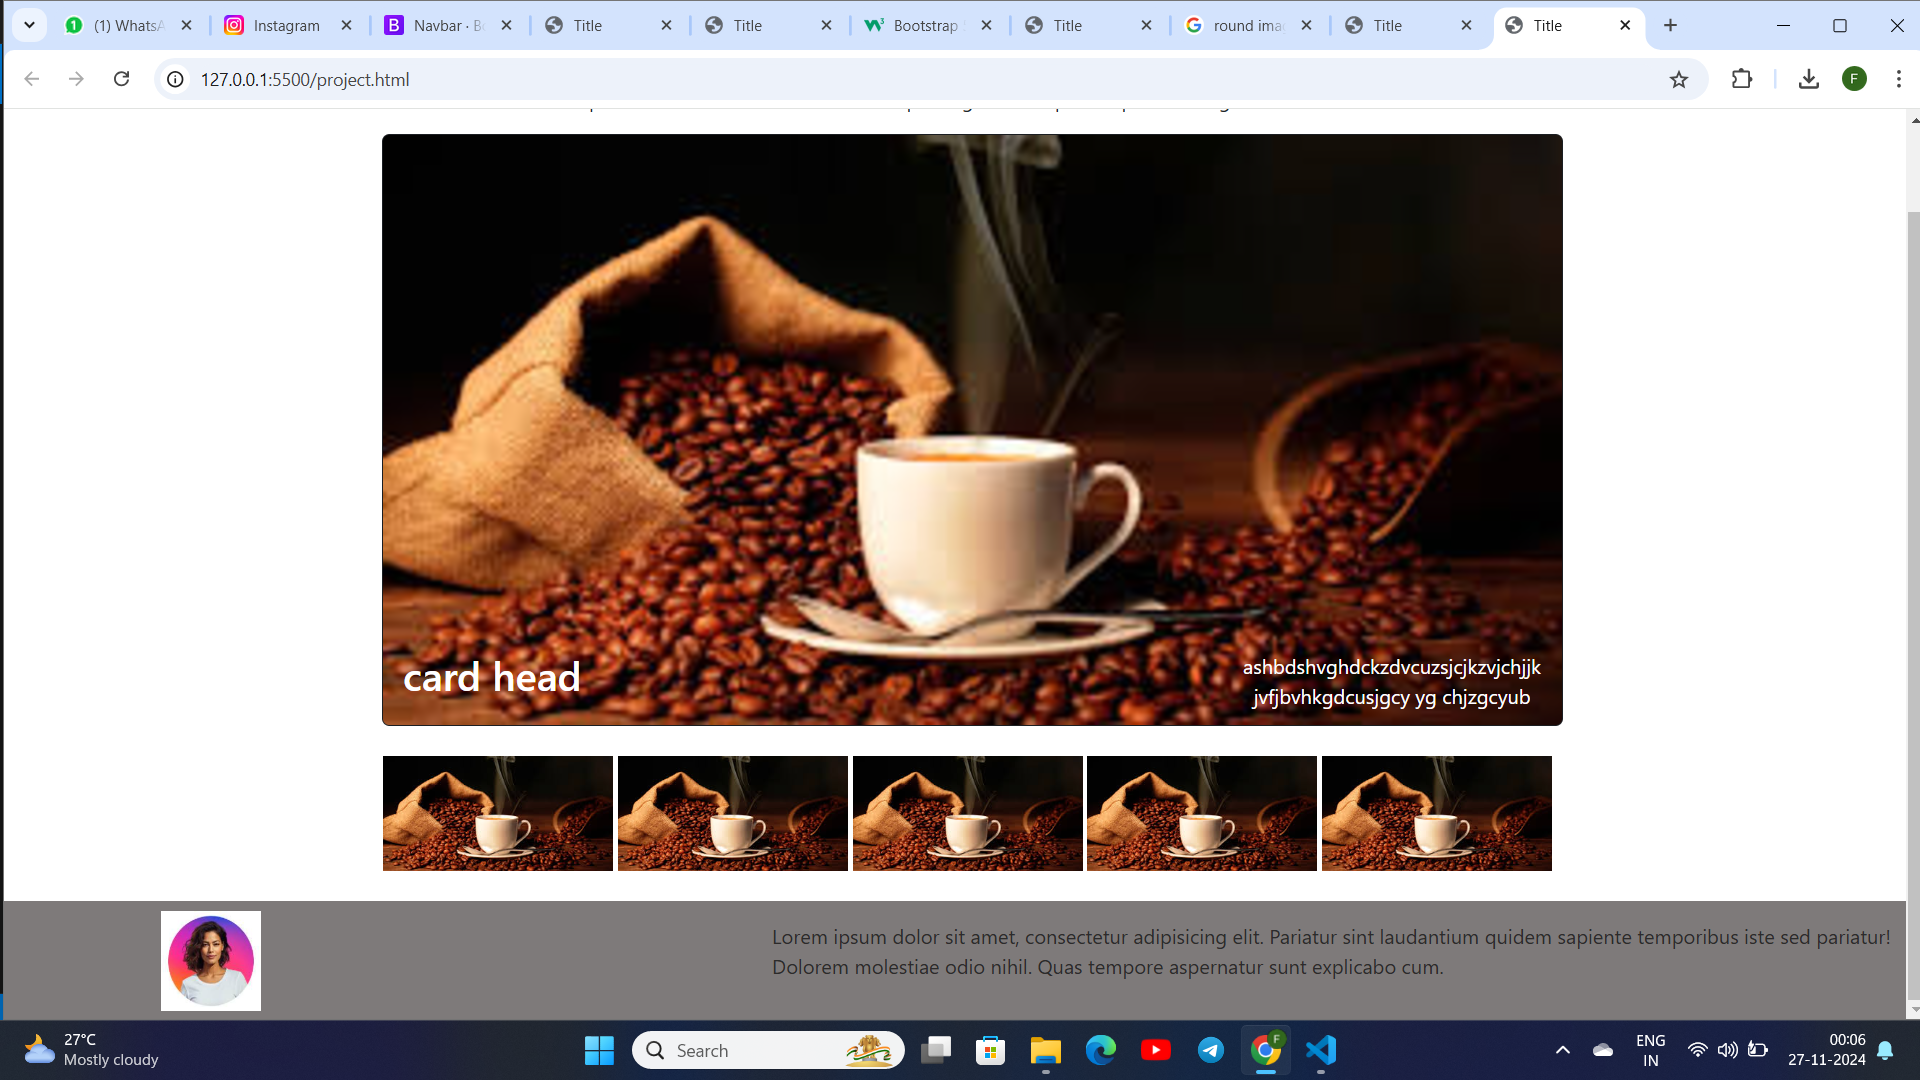 (1) WhatsA
Instagram
Navbar · Bo
Title
Title
Bootstrap 5
Title
round imag
Title
Title
127.0.0.1:5500/project.html
F
card head
ashbdshvghdckzdvcuzsjcjkzvjchjjk
jvfjbvhkgdcusjgcy yg chjzgcyub
Lorem ipsum dolor sit amet, consectetur adipisicing elit. Pariatur sint laudantium quidem sapiente temporibus iste sed pariatur!
Dolorem molestiae odio nihil. Quas tempore aspernatur sunt explicabo cum.
27°C
Mostly cloudy
Search
F
ENG
IN
00:06
27-11-2024